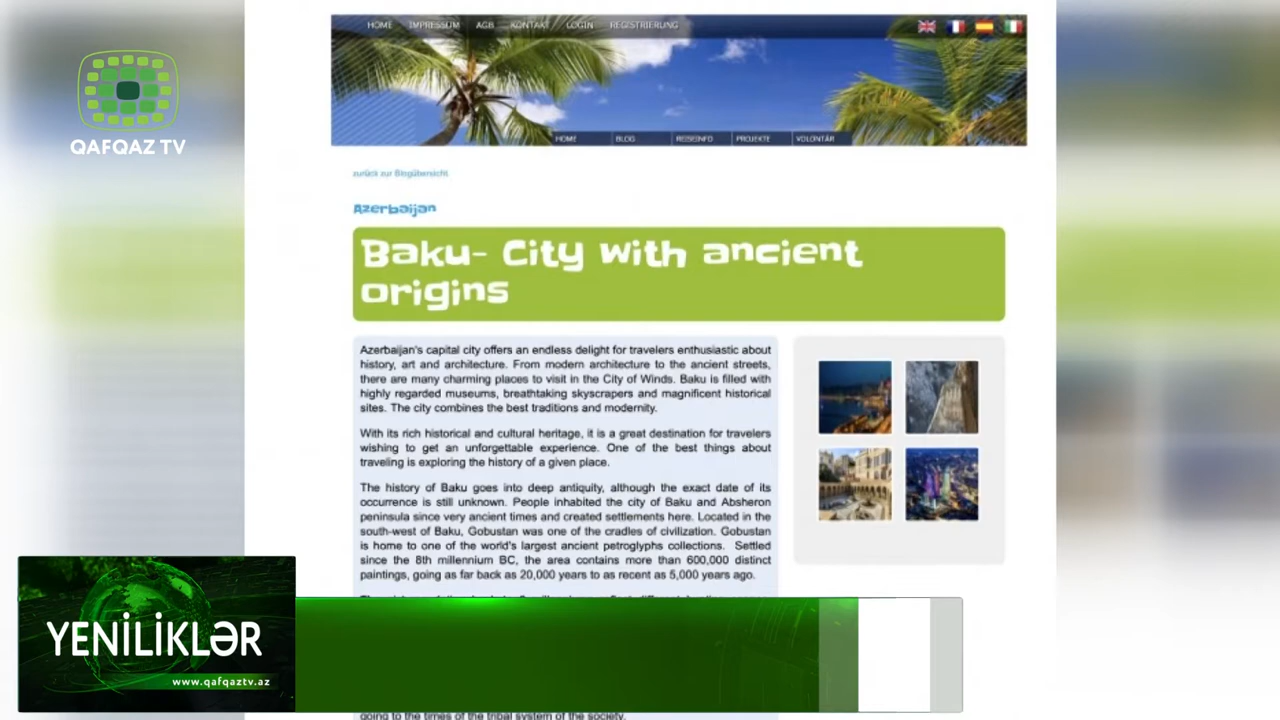 HOME IMPRESSUM AGB KONTAKT LOGIN REGISTRIERUNG
QAFQAZ TV
HOME BLOG REISEINFO PROJEKTE VOLONTÄR
zurück zur Blogübersicht
Azerbaijan
Baku- City with ancient
origins
Azerbaijan's capital city offers an endless delight for travelers enthusiastic about
history, art and architecture. From modern architecture to the ancient streets,
there are many charming places to visit in the City of Winds. Baku is filled with
highly regarded museums, breathtaking skyscrapers and magnificent historical
sites. The city combines the best traditions and modernity.
With its rich historical and cultural heritage, it is a great destination for travelers
wishing to get an unforgettable experience. One of the best things about
traveling is exploring the history of a given place.
The history of Baku goes into deep antiquity, although the exact date of its
occurrence is still unknown. People inhabited the city of Baku and Absheron
peninsula since very ancient times and created settlements here. Located in the
south-west of Baku, Gobustan was one of the cradles of civilization. Gobustan
is home to one of the world's largest ancient petroglyphs collections. Settled
since the 8th millennium BC, the area contains more than 600,000 distinct
paintings, going as far back as 20,000 years to as recent as 5,000 years ago.
YENİLİKLƏR
www.qafqaztv.az
going to the times of the tribal system of the society.